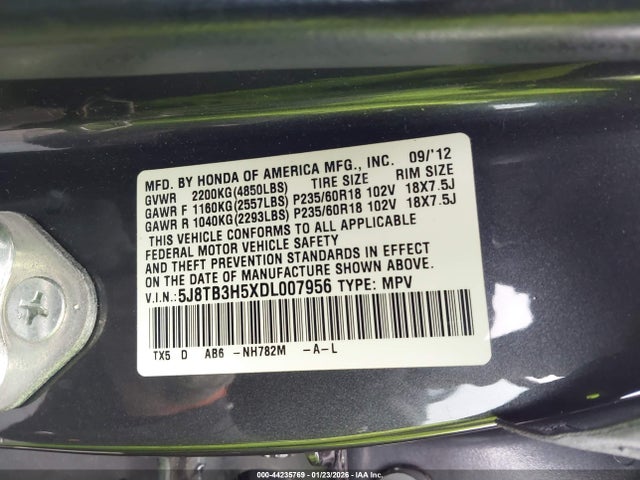 MFD. BY HONDA OF AMERICA MFG., INC. 09/'12
GVWR 2200KG(4850LBS) TIRE SIZE RIM SIZE
GAWR F 1160KG(2557LBS) P235/60R18 102V 18X7.5J
GAWR R 1040KG(2293LBS) P235/60R18 102V 18X7.5J
THIS VEHICLE CONFORMS TO ALL APPLICABLE
FEDERAL MOTOR VEHICLE SAFETY
AND THEFT PREVENTION STANDARDS IN EFFECT
ON THE DATE OF MANUFACTURE SHOWN ABOVE.
V.I.N.: 5J8TB3H5XDL007956 TYPE: MPV
TX5 D AB6 -NH782M -A-L
000-44235769 | 01/23/2026 - IAAI.COM